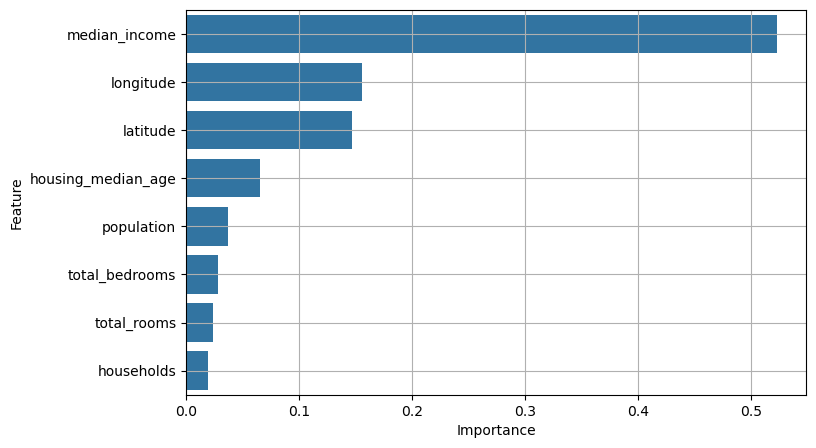 median_income
longitude
latitude
housing_median_age
population
total_bedrooms
total_rooms
households
Feature
0.0 0.1 0.2 0.3 0.4 0.5
Importance